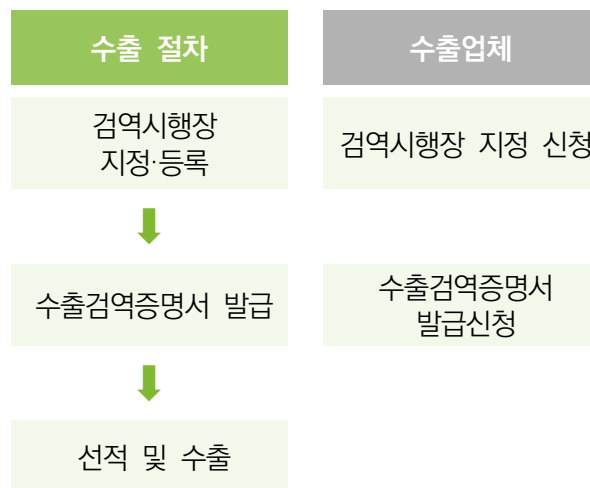 수출 절차
수출업체
검역시행장
지정·등록
검역시행장 지정 신청
수출검역증명서 발급
수출검역증명서
발급신청
선적 및 수출